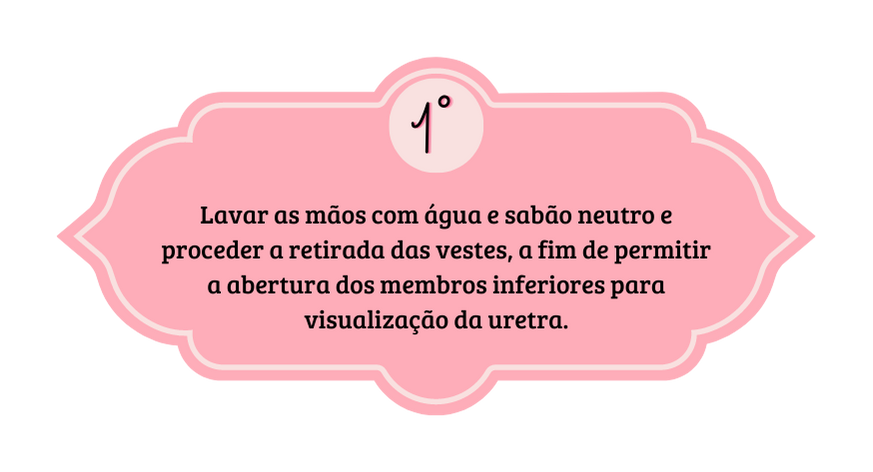 1°
Lavar as mãos com água e sabão neutro e
proceder a retirada das vestes, a fim de permitir
a abertura dos membros inferiores para
visualização da uretra.